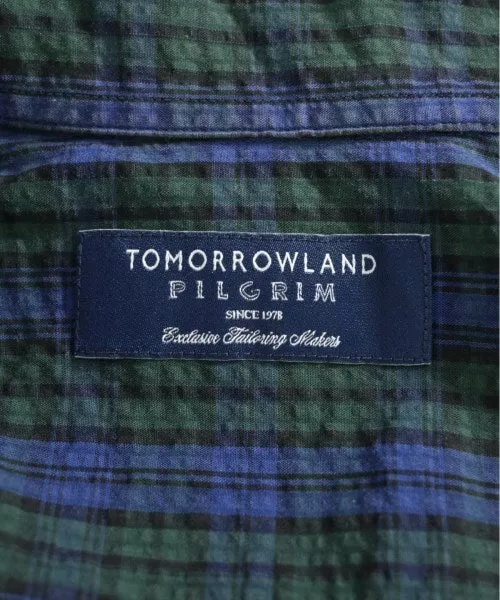 TOMORROWLAND
PILGRIM
SINCE 1978
Exclusive Tailoring Makers